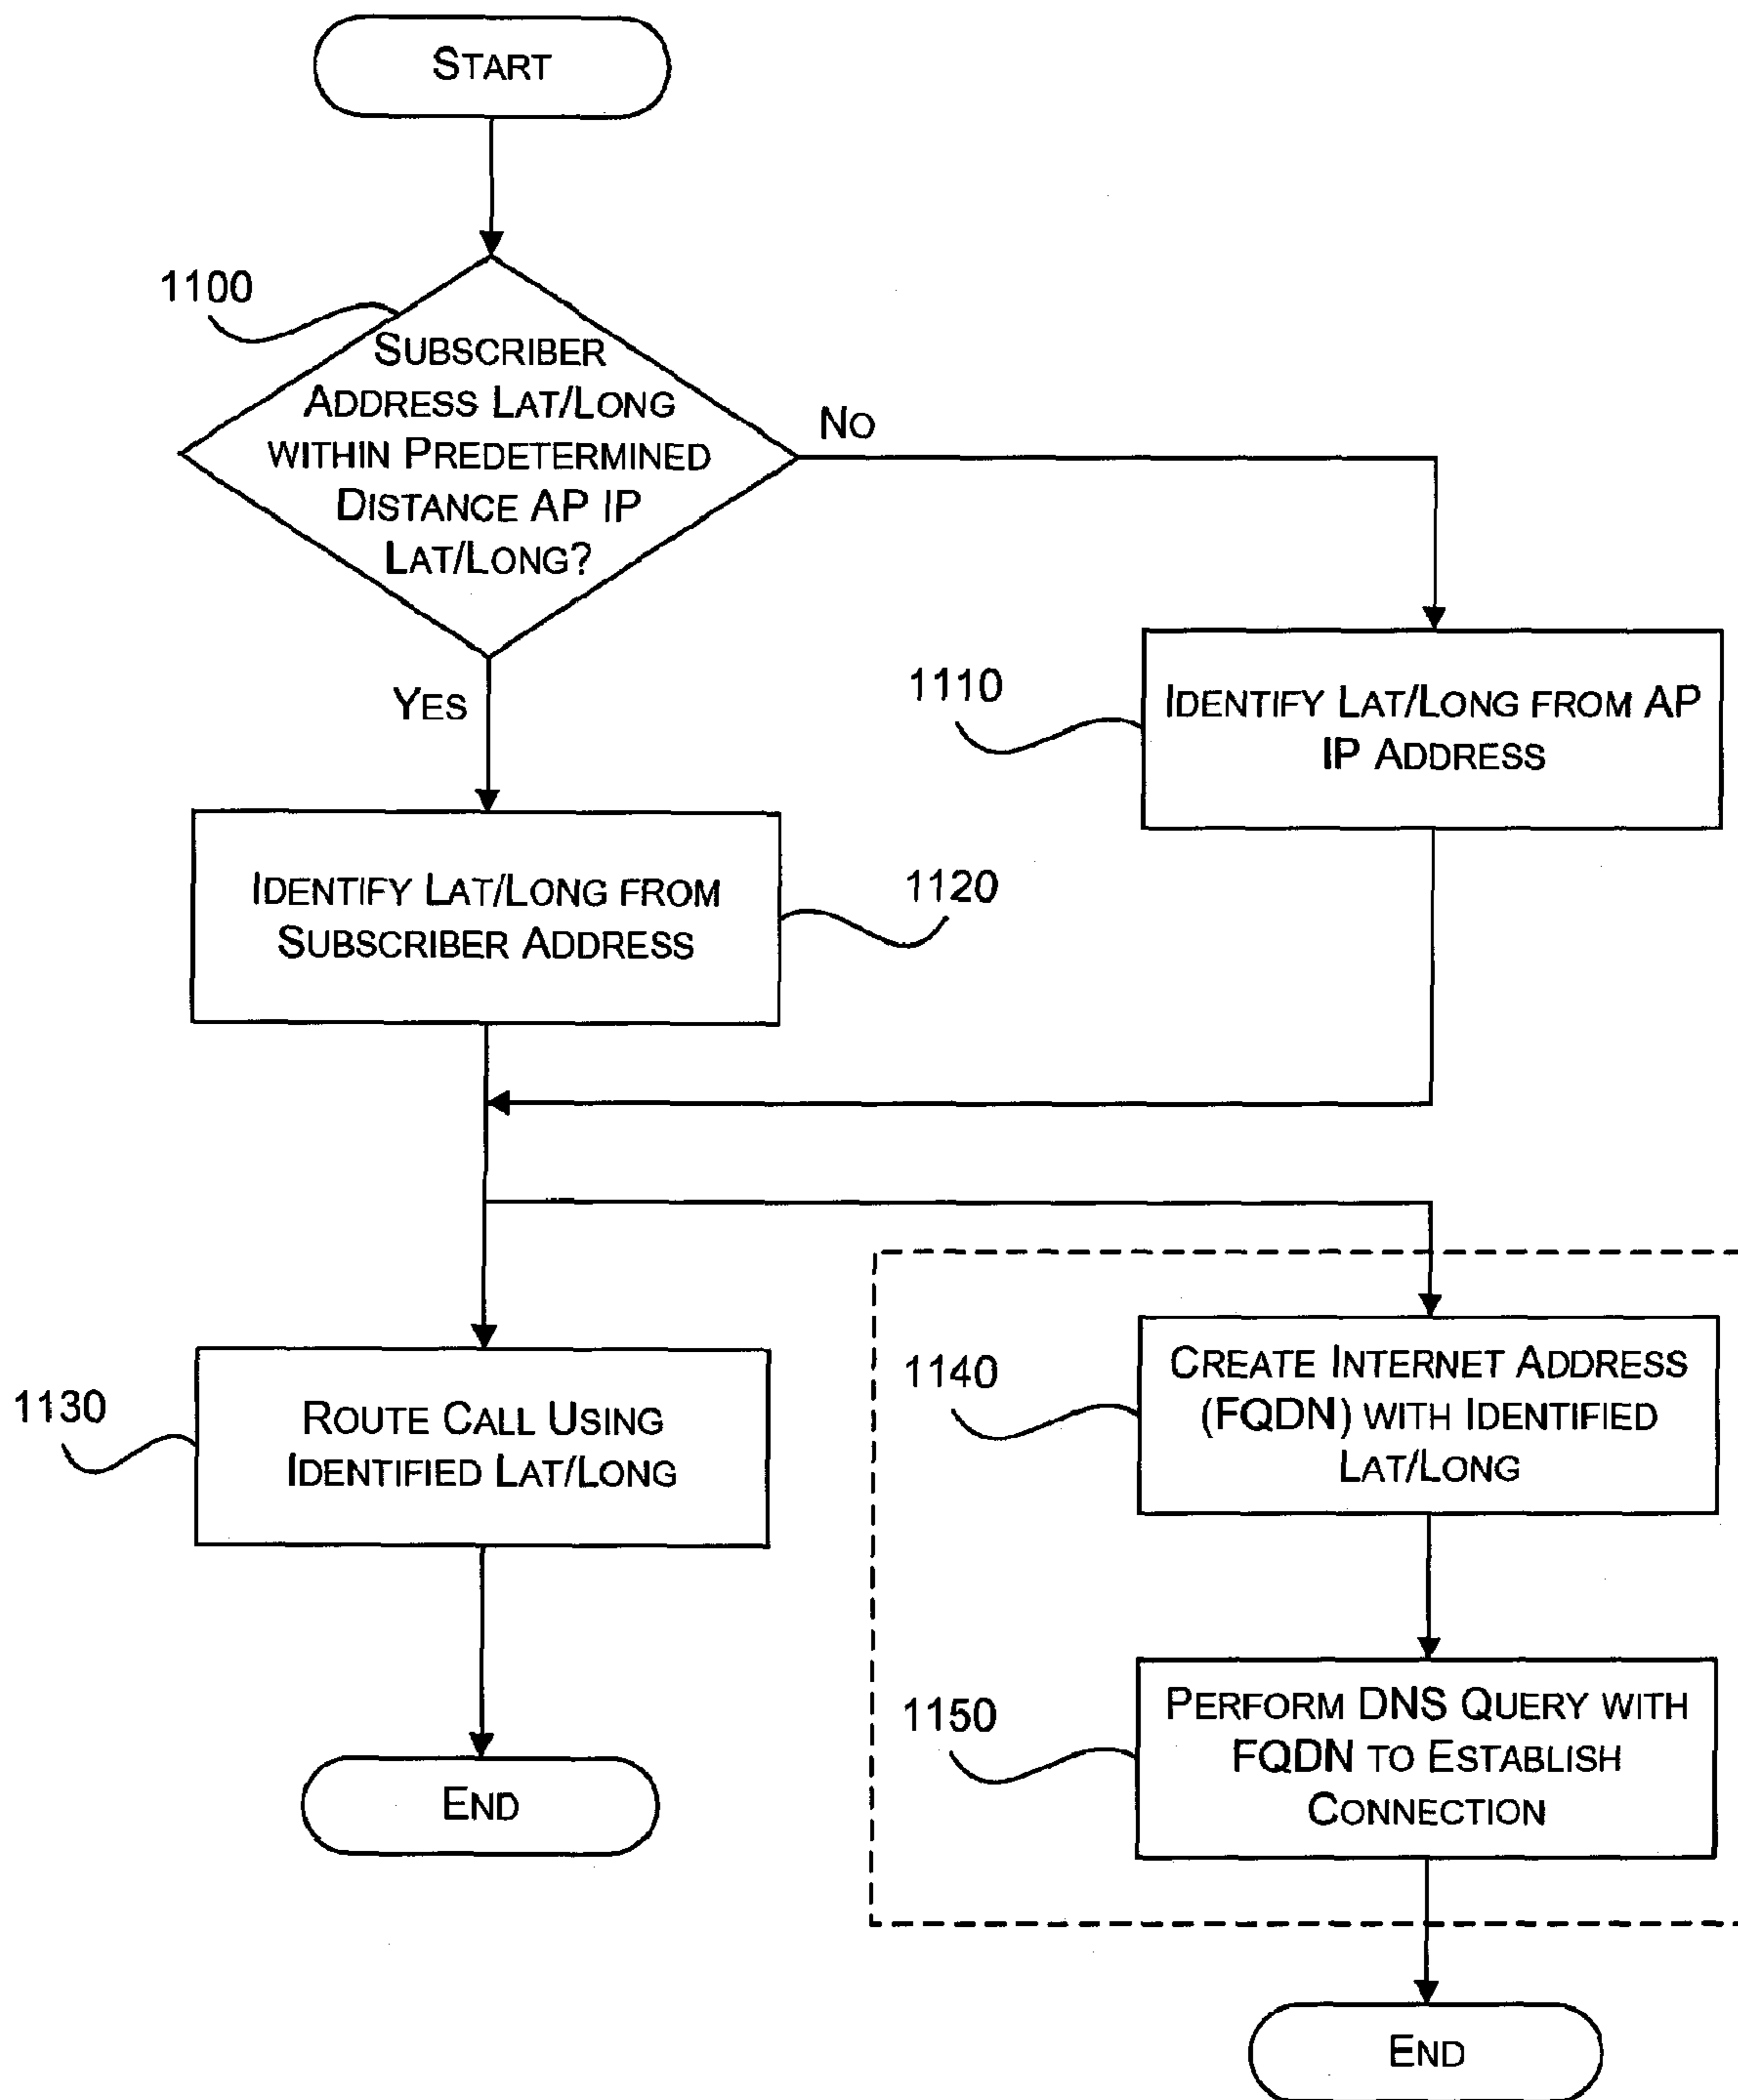 START
1100
SUBSCRIBER
ADDRESS LAT/LONG
WITHIN PREDETERMINED
DISTANCE AP IP
LAT/LONG?
NO
YES
1110
IDENTIFY LAT/LONG FROM AP
IP ADDRESS
IDENTIFY LAT/LONG FROM
SUBSCRIBER ADDRESS
1120
1130
ROUTE CALL USING
IDENTIFIED LAT/LONG
1140
CREATE INTERNET ADDRESS
(FQDN) WITH IDENTIFIED
LAT/LONG
1150
PERFORM DNS QUERY WITH
FQDN TO ESTABLISH
CONNECTION
END
END